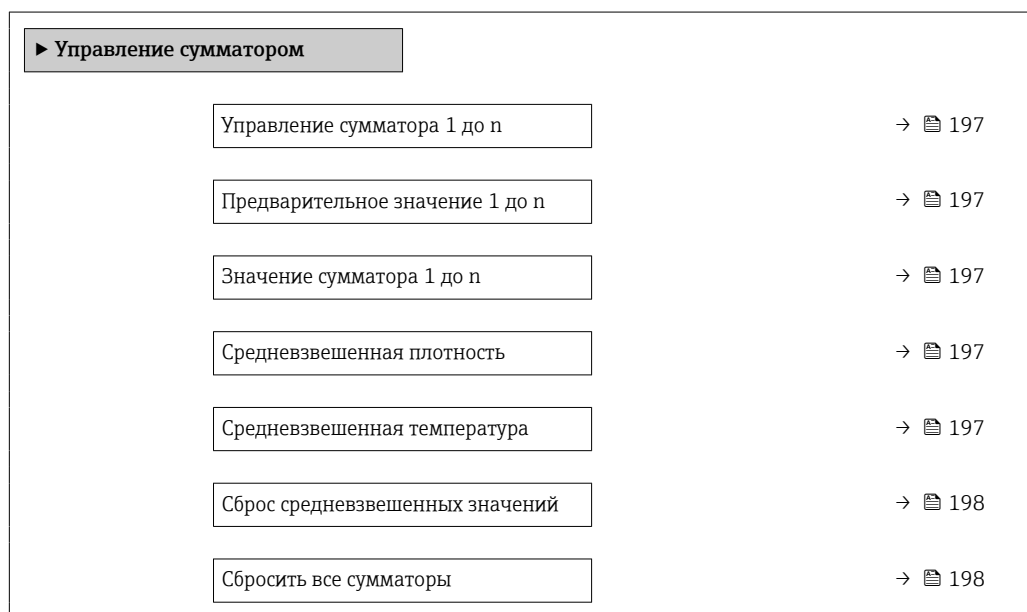 ▶ Управление сумматором
Управление сумматора 1 до n → 197
Предварительное значение 1 до n → 197
Значение сумматора 1 до n → 197
Средневзвешенная плотность → 197
Средневзвешенная температура → 197
Сброс средневзвешенных значений → 198
Сбросить все сумматоры → 198